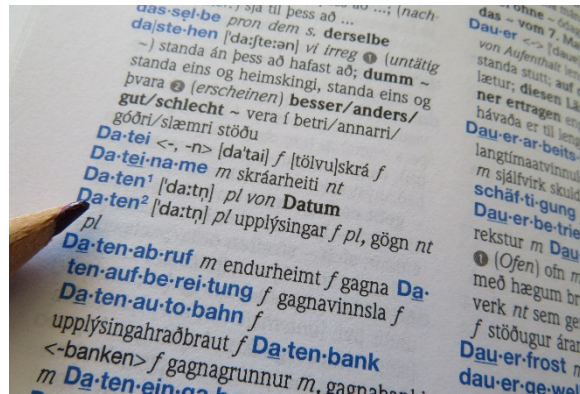 das·sel·be pron dem s. derselbe
da|ste·hen ['da:ʃte:ən] vi irreg ❶ (untätig
~) standa án þess að hafast að; dumm ~
standa eins og heimskingi, standa eins og
þvara ❷ (erscheinen) besser/anders/
gut/schlecht ~ vera í betri/annarri/
góðri/slæmri stöðu
Da·tei <-, -n> [da'tai] f [tölvu]skrá f
Da·tei·na·me m skráarheiti nt
Da·ten¹ ['da:tn̩] pl von Datum
Da·ten² ['da:tn̩] pl upplýsingar f pl, gögn nt
pl
Da·ten·ab·ruf m endurheimt f gagna Da·
ten·auf·be·rei·tung f gagnavinnsla f
Da·ten·au·to·bahn f
upplýsingahraðbraut f Da·ten·bank
<-banken> f gagnagrunnur m,
m
das ~ vom 7.
Dau·er <->
von Aufenthalt
standa stutt;
lætur; diesen
ner ertragen
hávaða er til
Dau·er·ar·beits
langtímaatvinnu
m sjálfvirk
schäf·ti·gung
Dau·er·be·trie
rekstur m
❶ (Ofen) ofn m
með hægum
verk nt sem
f stöðugur
Dau·er·frost
dau·er·ge·wel